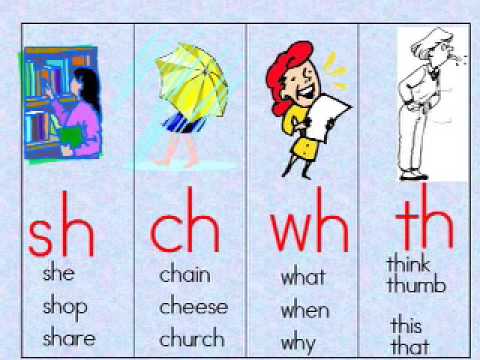 sh
she
shop
share
ch
chain
cheese
church
wh
what
when
why
th
think
thumb
this
that